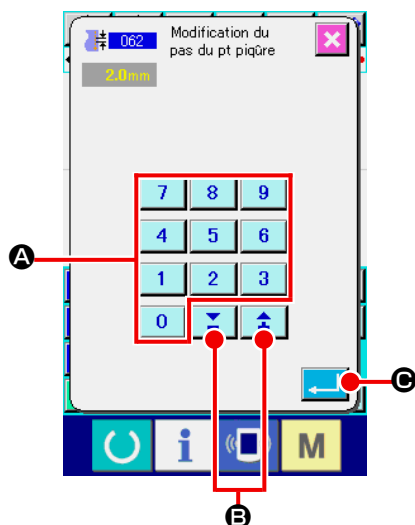 062
Modification du
pas du pt piqûre
2.0mm
7 8 9
A
4 5 6
1 2 3
0
C
i M
B